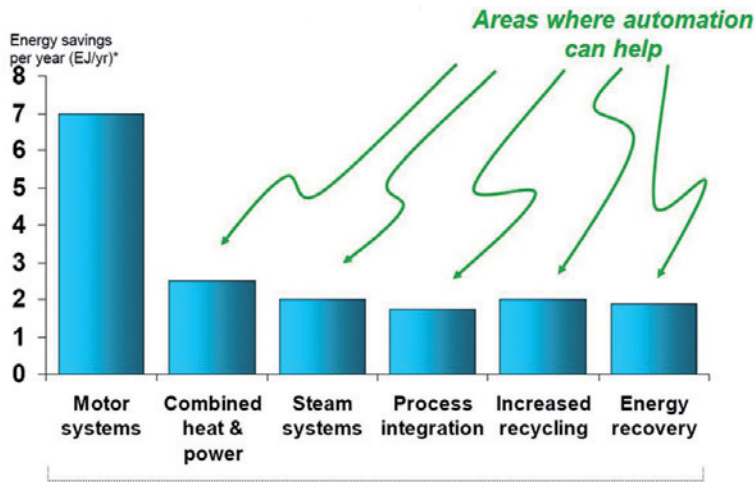 Energy savings
per year (EJ/yr)*
Areas where automation
can help
8
7
6
5
4
3
2
1
0
Motor
systems
Combined
heat &
power
Steam
systems
Process
integration
Increased
recycling
Energy
recovery